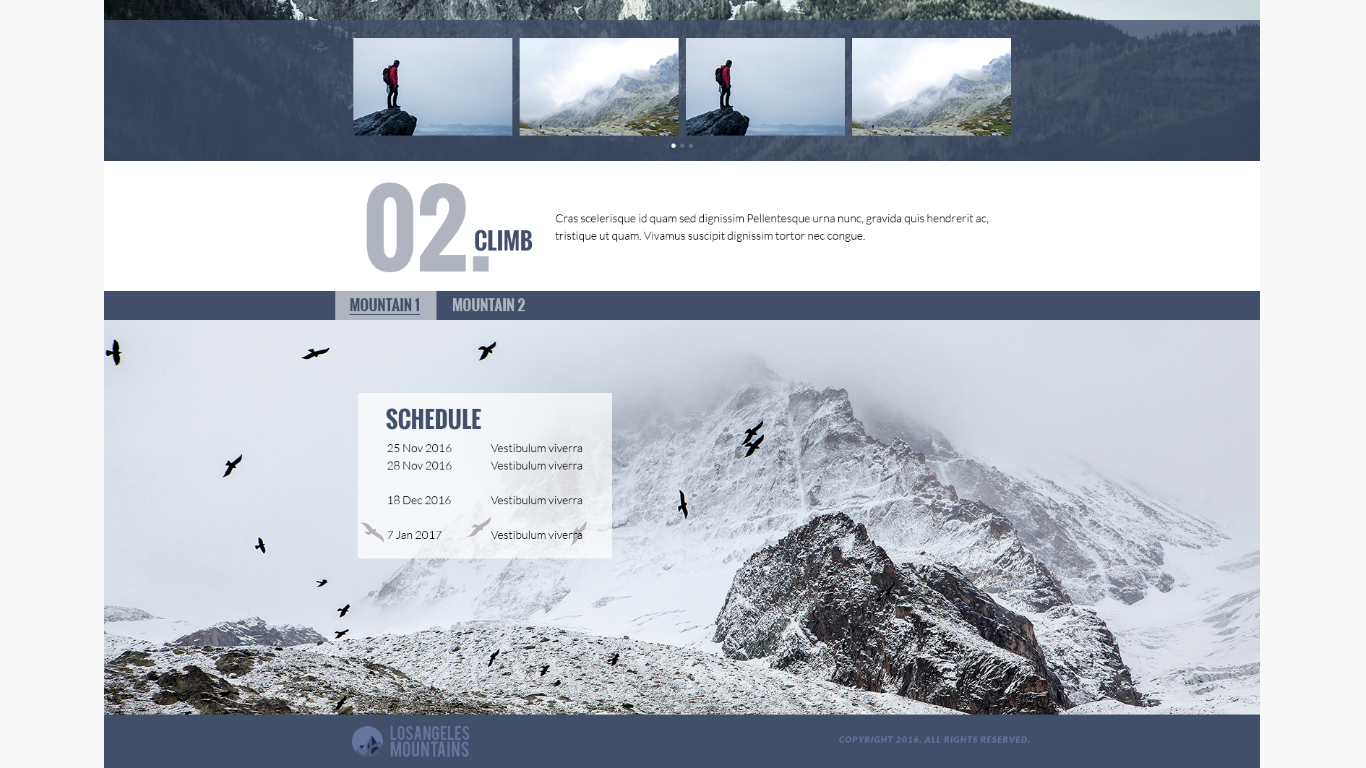 02.
CLIMB
Cras scelerisque id quam sed dignissim Pellentesque urna nunc, gravida quis hendrerit ac,
tristique ut quam. Vivamus suscipit dignissim tortor nec congue.
MOUNTAIN 1 MOUNTAIN 2
SCHEDULE
25 Nov 2016 Vestibulum viverra
28 Nov 2016 Vestibulum viverra
18 Dec 2016 Vestibulum viverra
7 Jan 2017 Vestibulum viverra
LOSANGELES
MOUNTAINS
COPYRIGHT 2016. ALL RIGHTS RESERVED.